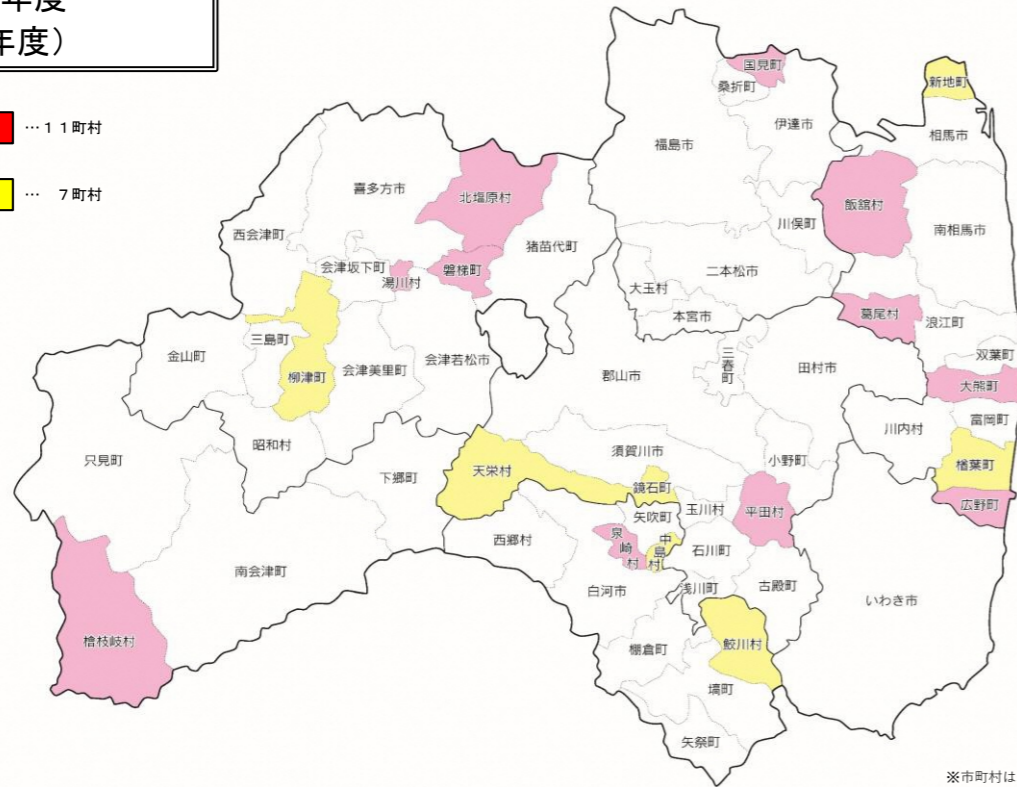 年度
年度）
…１１町村
… ７町村
国見町
桑折町
新地町
伊達市
相馬市
福島市
喜多方市
北塩原村
飯舘村
川俣町
南相馬市
西会津町
猪苗代町
会津坂下町
湯川村
磐梯町
二本松市
大玉村
本宮市
葛尾村
浪江町
三島町
金山町
柳津町
会津美里町
会津若松市
三春町
郡山市
田村市
双葉町
大熊町
富岡町
川内村
昭和村
只見町
下郷町
天栄村
須賀川市
小野町
楢葉町
鏡石町
広野町
玉川村
平田村
矢吹町
西郷村
泉崎村
中島村
石川町
南会津町
白河市
浅川町
古殿町
いわき市
檜枝岐村
棚倉町
鮫川村
塙町
矢祭町
※市町村は